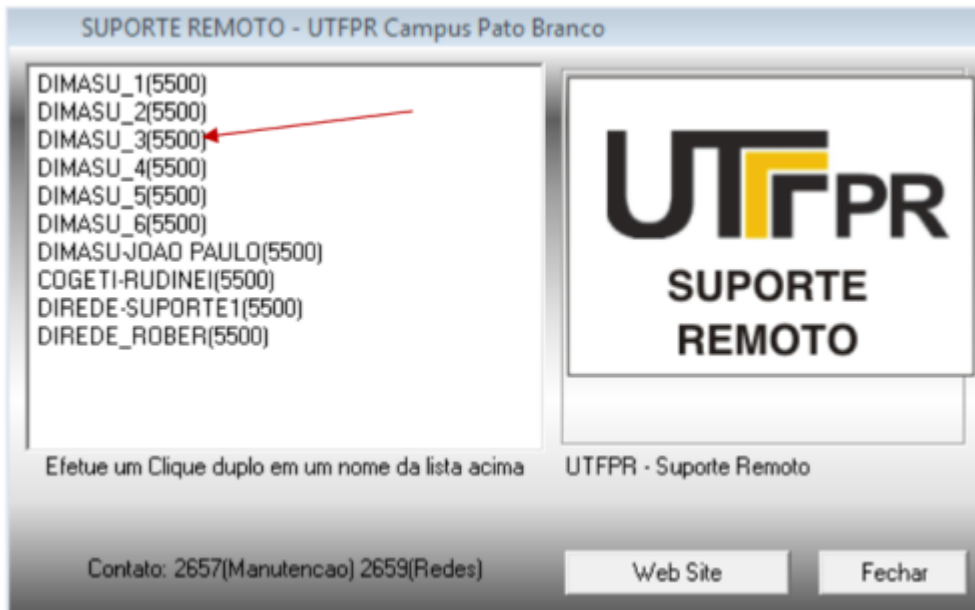 SUPORTE REMOTO - UTFPR Campus Pato Branco
DIMASU_1(5500)
DIMASU_2(5500)
DIMASU_3(5500)
DIMASU_4(5500)
DIMASU_5(5500)
DIMASU_6(5500)
DIMASU-JOAO PAULO(5500)
COGETI-RUDINEI(5500)
DIREDE-SUPORTE1(5500)
DIREDE_ROBER(5500)
UTFPR
SUPORTE
REMOTO
Efetue um Clique duplo em um nome da lista acima
UTFPR - Suporte Remoto
Contato: 2657(Manutencao) 2659(Redes)
Web Site
Fechar